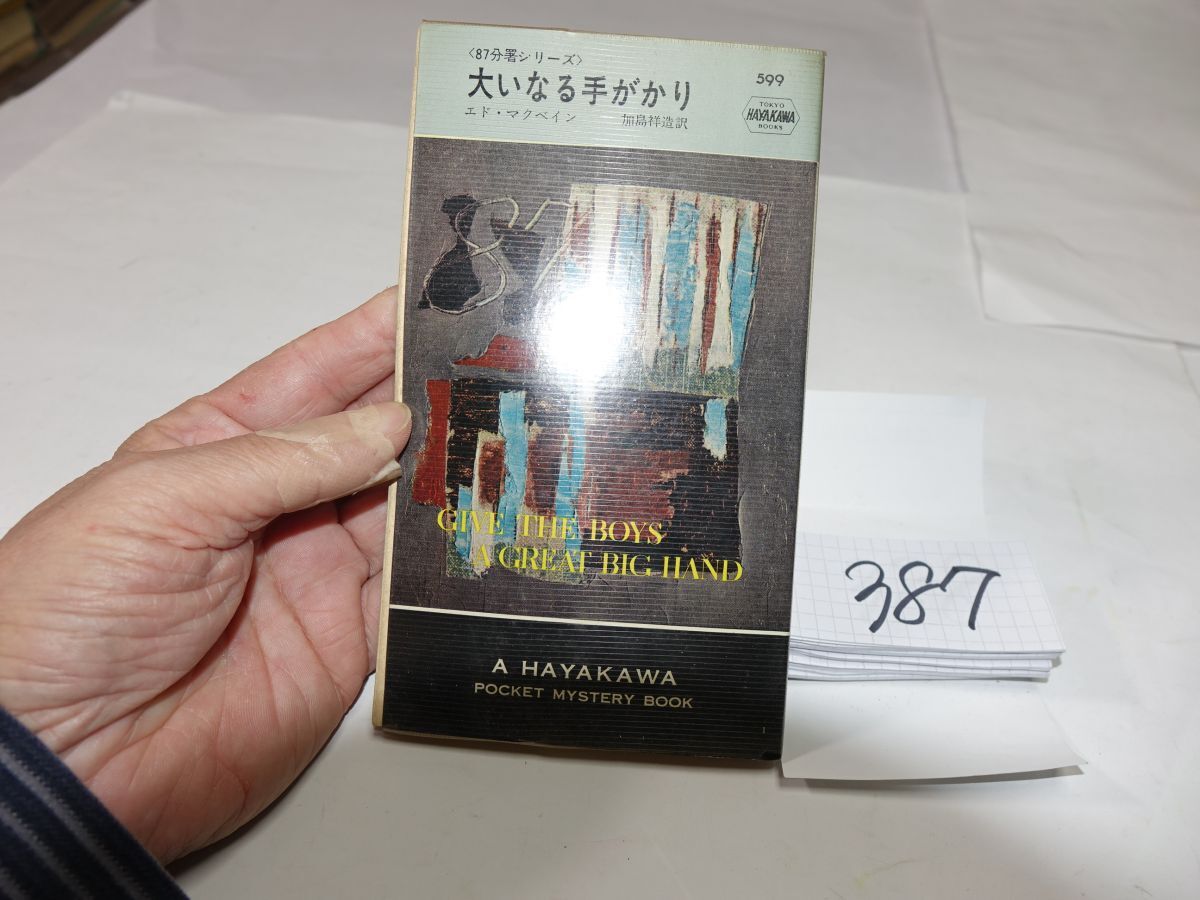 〈87分署シリーズ〉
大いなる手がかり
エド・マクベイン 加島祥造訳
599
TOKYO
HAYAKAWA
BOOKS
87
GIVE THE BOYS
A GREAT BIG HAND
A HAYAKAWA
POCKET MYSTERY BOOK
387